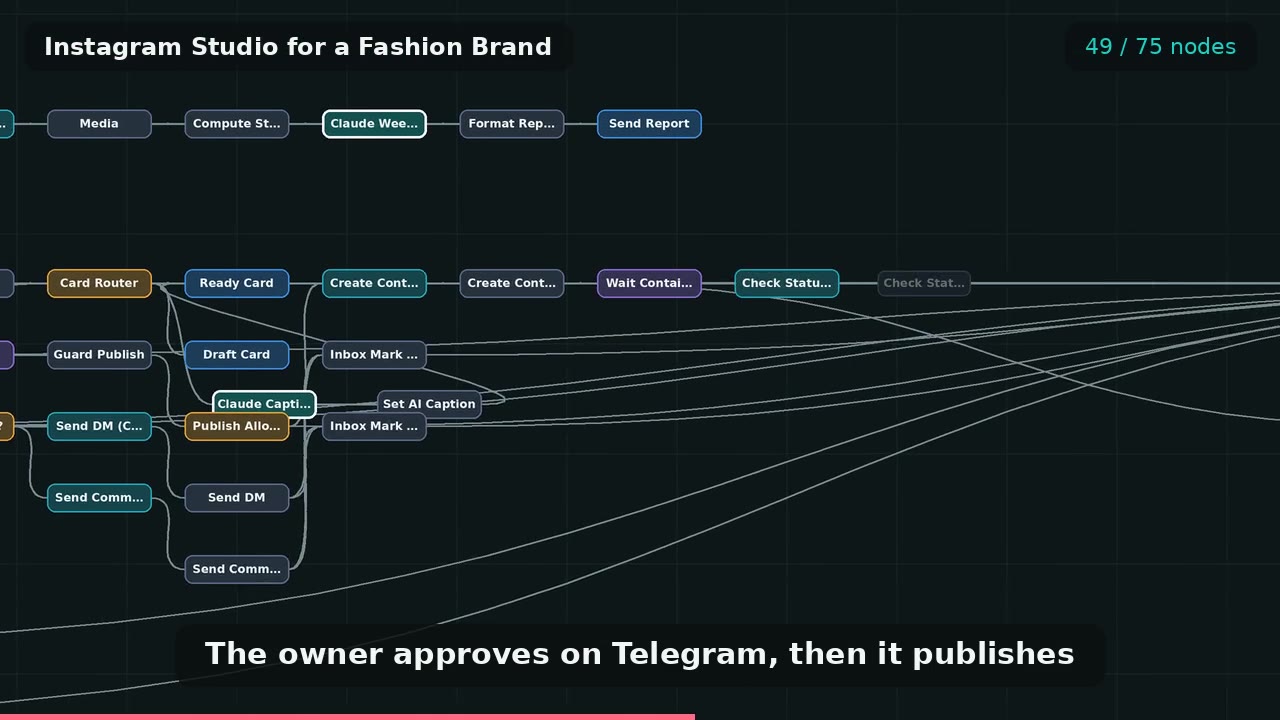 Instagram Studio for a Fashion Brand
49 / 75 nodes
Media
Compute St…
Claude Wee…
Format Rep…
Send Report
Card Router
Ready Card
Create Cont…
Create Cont…
Wait Contai…
Check Statu…
Check Stat…
Guard Publish
Draft Card
Inbox Mark …
Claude Capti…
Set AI Caption
?
Send DM (C…
Publish Allo…
Inbox Mark …
Send Comm…
Send DM
Send Comm…
The owner approves on Telegram, then it publishes